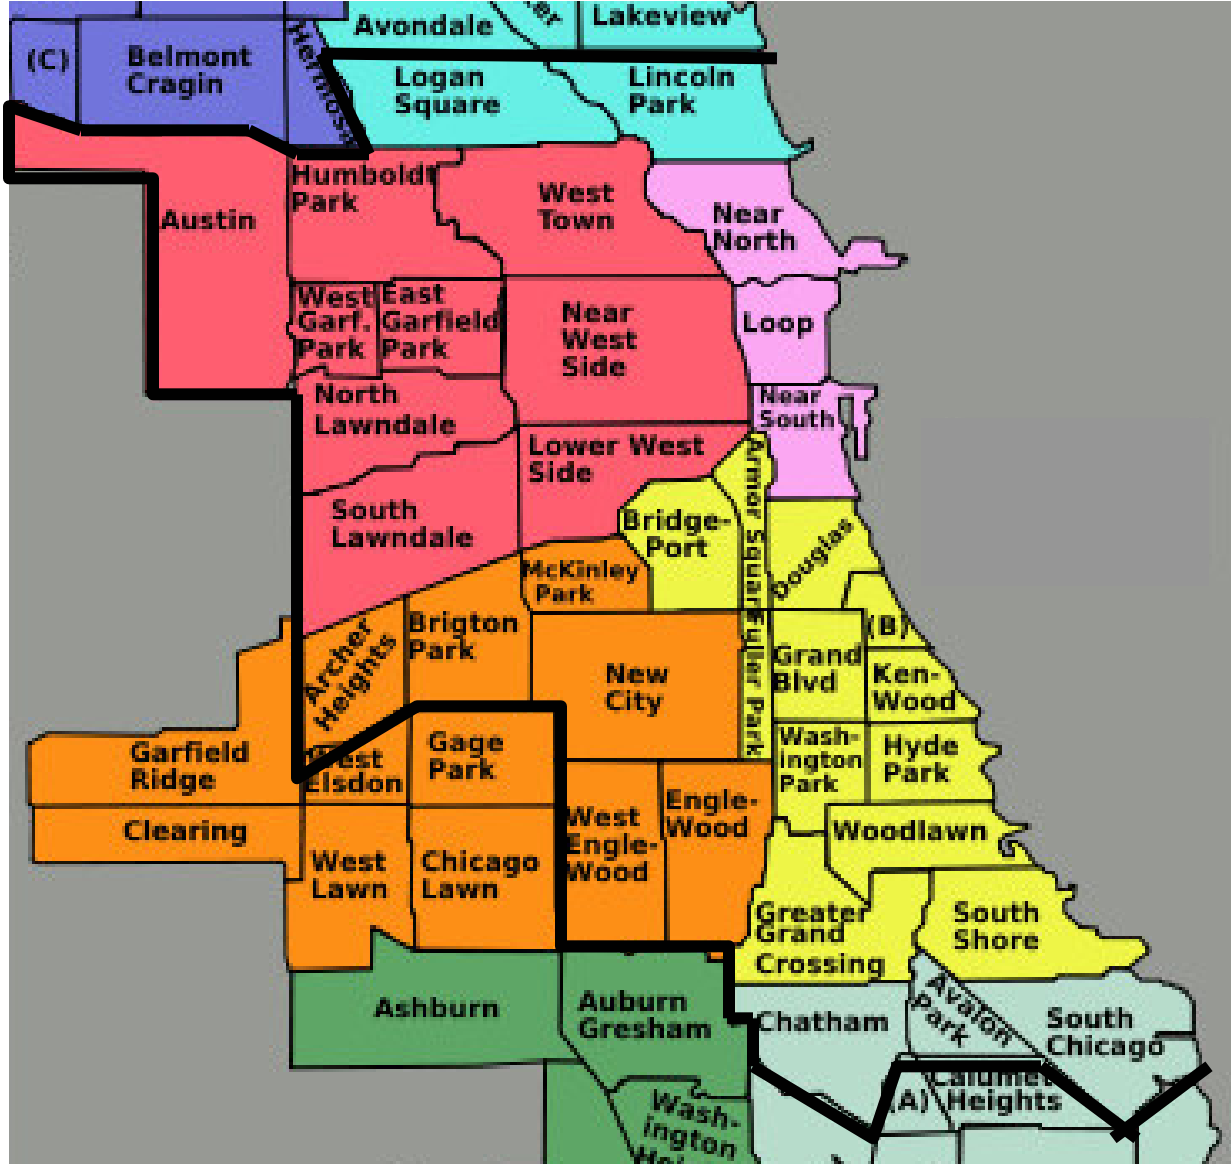 Avondale
Lakeview
(C)
Belmont
Cragin
Hermosa
Logan
Square
Lincoln
Park
Humboldt
Park
West
Town
Near
North
Austin
West
Garf.
Park
East
Garfield
Park
Near
West
Side
Loop
North
Lawndale
Near
South
Lower West
Side
South
Lawndale
Bridge-
Port
Armor Square
Douglas
McKinley
Park
Archer
Heights
Brigton
Park
New
City
Fuller Park
Grand
Blvd
(B)
Ken-
Wood
Garfield
Ridge
West
Elsdon
Gage
Park
Wash-
ington
Park
Hyde
Park
Clearing
West
Lawn
Chicago
Lawn
West
Engle-
Wood
Engle-
Wood
Woodlawn
Greater
Grand
Crossing
South
Shore
Ashburn
Auburn
Gresham
Chatham
Avalon
Park
South
Chicago
(A)
Calumet
Heights
Wash-
ington